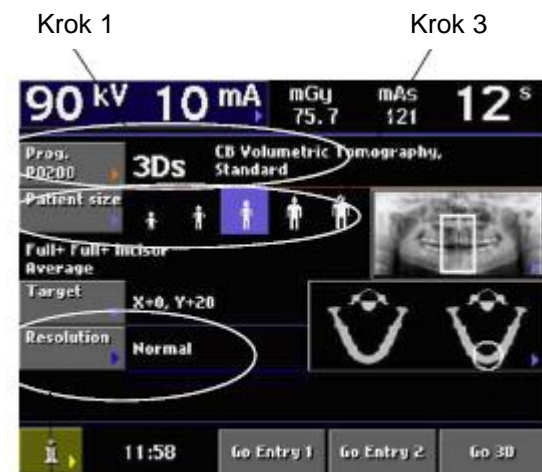 Krok 1 Krok 3
90 kV 10 mA mGy 75.7 mAs 121 12 s
Prog. P0200 3Ds CB Volumetric Tomography, Standard
Patient size
Full+ Full+ Incisor
Average
Target X+0, Y+20
Resolution Normal
i 11:58 Go Entry 1 Go Entry 2 Go 3D